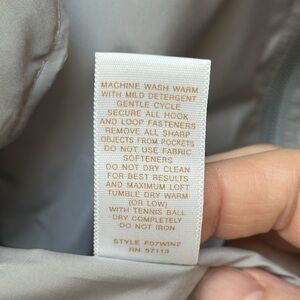 MACHINE WASH WARM
WITH MILD DETERGENT
GENTLE CYCLE
SECURE ALL HOOK
AND LOOP FASTENERS
REMOVE ALL SHARP
OBJECTS FROM POCKETS
DO NOT USE FABRIC
SOFTENERS
DO NOT DRY CLEAN
FOR BEST RESULTS
AND MAXIMUM LOFT
TUMBLE DRY WARM
(OR LOW)
WITH TENNIS BALL
DRY COMPLETELY
DO NOT IRON
STYLE F07WIN2
RN 57113